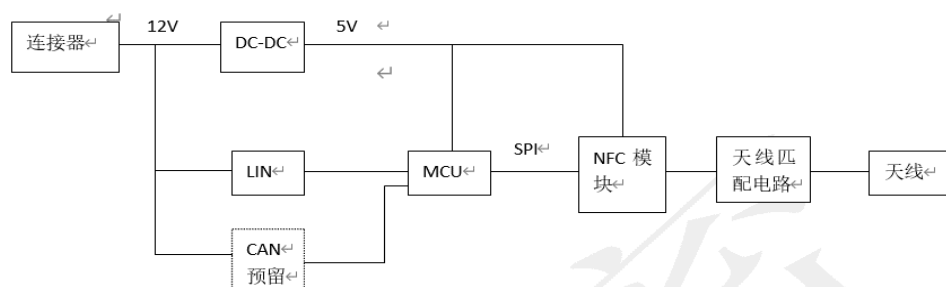 12V
5V
连接器
DC-DC
SPI
LIN
MCU
NFC 模
块
天线匹
配电路
天线
CAN
预留